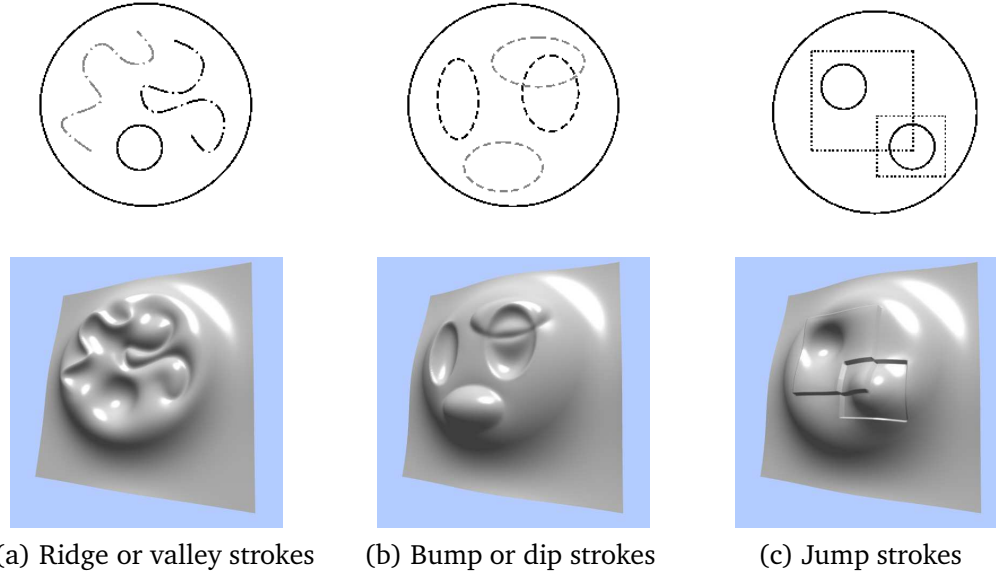 (a) Ridge or valley strokes
(b) Bump or dip strokes
(c) Jump strokes